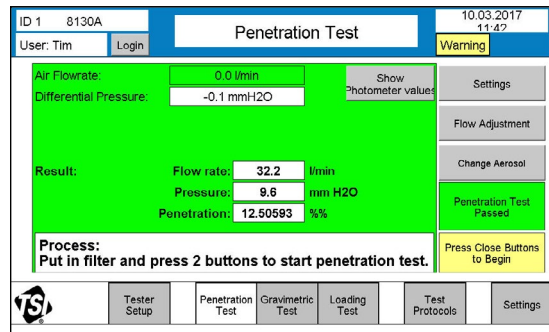 ID 1 8130A
Penetration Test
10.03.2017
11:42
User: Tim
Login
Warning
Air Flowrate:
0.0 l/min
Show
Photometer values
Differential Pressure:
-0.1 mmH2O
Settings
Flow Adjustment
Change Aerosol
Result:
Flow rate: 32.2 l/min
Pressure: 9.6 mm H2O
Penetration: 12.50593 %%
Penetration Test
Passed
Process:
Put in filter and press 2 buttons to start penetration test.
Press Close Buttons
to Begin
TSI
Tester
Setup
Penetration
Test
Gravimetric
Test
Loading
Test
Test
Protocols
Settings